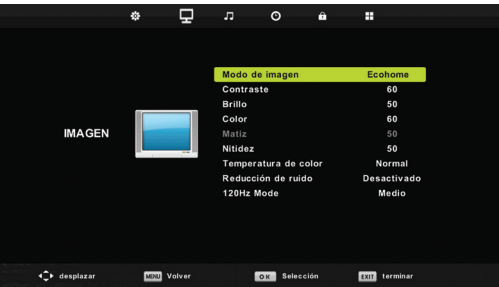 IMAGEN
Modo de imagen Ecohome
Contraste 60
Brillo 50
Color 60
Matiz 50
Nitidez 50
Temperatura de color Normal
Reducción de ruido Desactivado
120Hz Mode Medio
desplazar MENU Volver OK Selección EXIT terminar